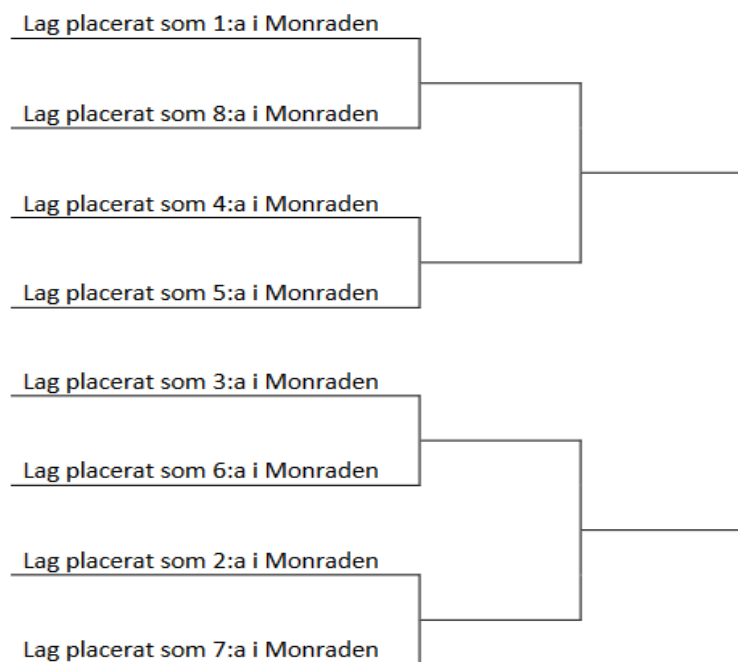 Lag placerat som 1:a i Monraden
Lag placerat som 8:a i Monraden
Lag placerat som 4:a i Monraden
Lag placerat som 5:a i Monraden
Lag placerat som 3:a i Monraden
Lag placerat som 6:a i Monraden
Lag placerat som 2:a i Monraden
Lag placerat som 7:a i Monraden